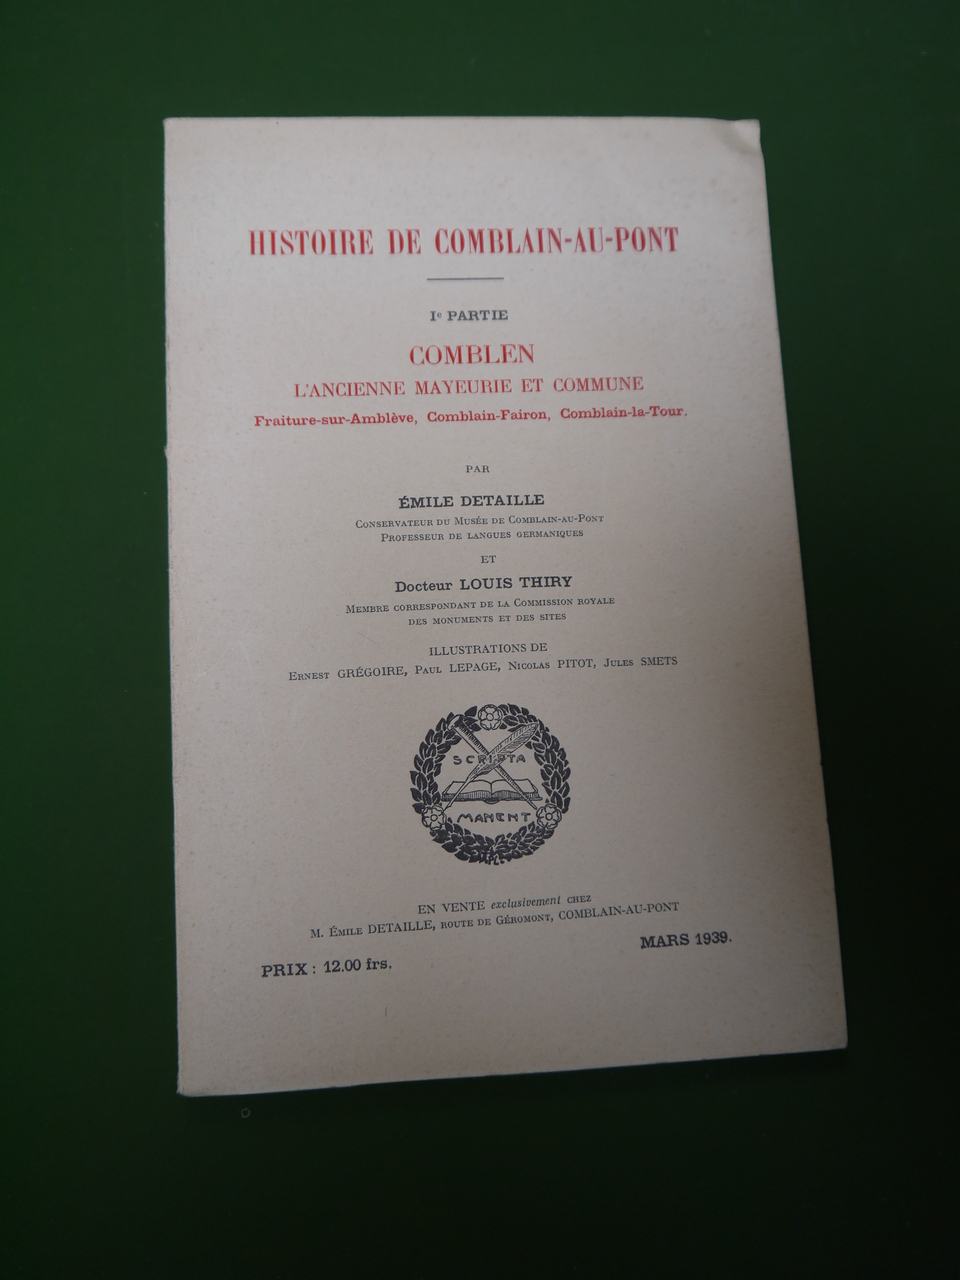 HISTOIRE DE COMBLAIN-AU-PONT
Ie PARTIE
COMBLEN
L'ANCIENNE MAYEURIE ET COMMUNE
Fraiture-sur-Amblève, Comblain-Fairon, Comblain-la-Tour.
PAR
ÉMILE DETAILLE
CONSERVATEUR DU MUSÉE DE COMBLAIN-AU-PONT
PROFESSEUR DE LANGUES GERMANIQUES
ET
Docteur LOUIS THIRY
MEMBRE CORRESPONDANT DE LA COMMISSION ROYALE
DES MONUMENTS ET DES SITES
ILLUSTRATIONS DE
ERNEST GRÉGOIRE, PAUL LEPAGE, NICOLAS PITOT, JULES SMETS
SCRIPTA
MANENT
EN VENTE exclusivement CHEZ
M. ÉMILE DETAILLE, ROUTE DE GÉROMONT, COMBLAIN-AU-PONT
MARS 1939.
PRIX : 12.00 frs.